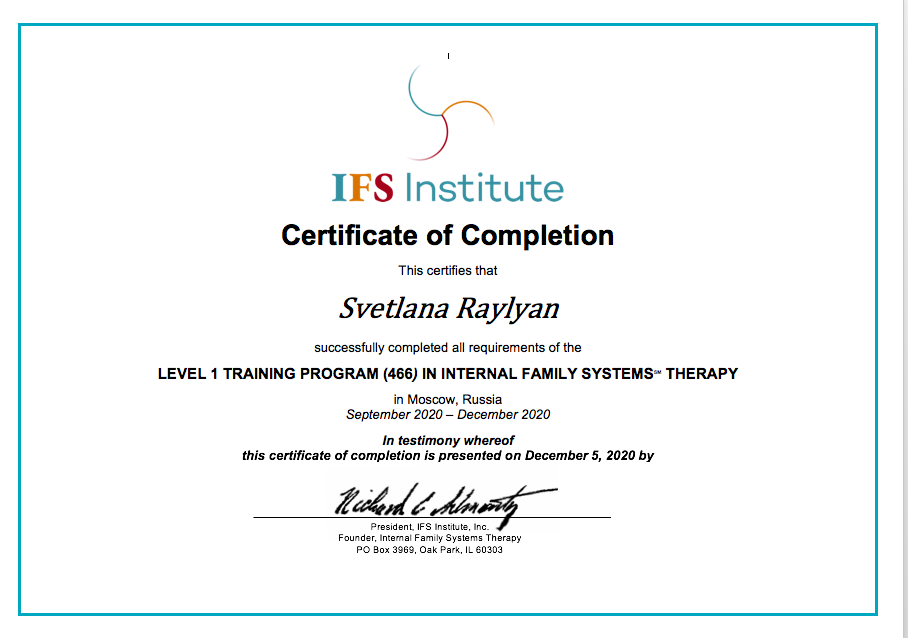 I
IFS Institute
Certificate of Completion
This certifies that
Svetlana Raylyan
successfully completed all requirements of the
LEVEL 1 TRAINING PROGRAM (466) IN INTERNAL FAMILY SYSTEMS℠ THERAPY
in Moscow, Russia
September 2020 – December 2020
In testimony whereof
this certificate of completion is presented on December 5, 2020 by
Richard C Schwartz
President, IFS Institute, Inc.
Founder, Internal Family Systems Therapy
PO Box 3969, Oak Park, IL 60303